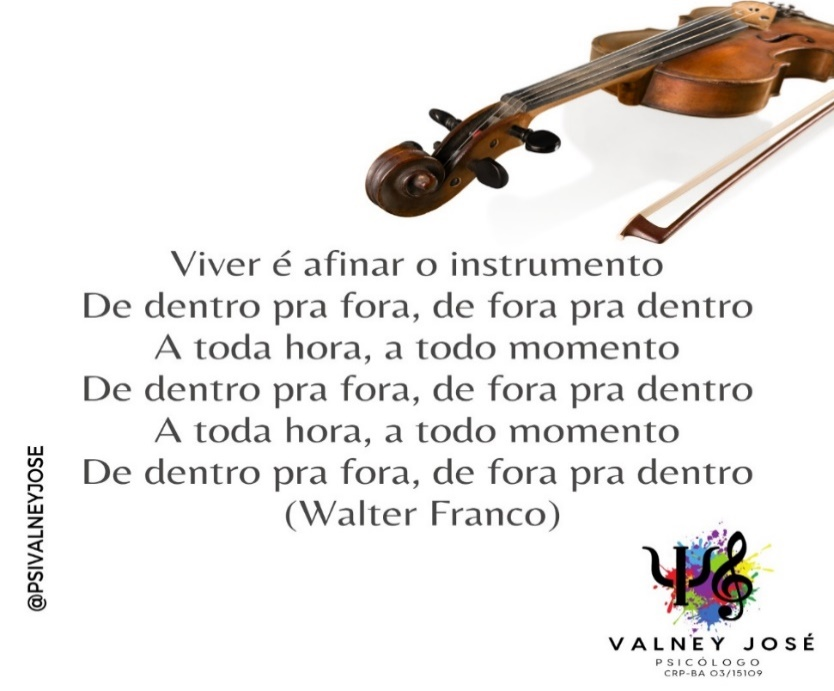 Viver é afinar o instrumento
De dentro pra fora, de fora pra dentro
A toda hora, a todo momento
De dentro pra fora, de fora pra dentro
A toda hora, a todo momento
De dentro pra fora, de fora pra dentro
(Walter Franco)
@PSIVALNEYJOSE
VALNEY JOSÉ
PSICÓLOGO
CRP-BA 03/15109